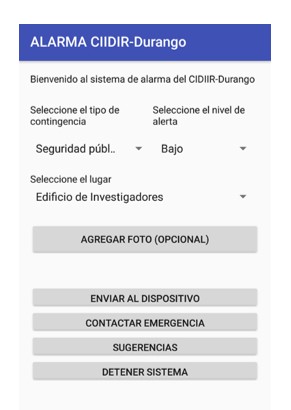 ALARMA CIIDIR-Durango
Bienvenido al sistema de alarma del CIDIIR-Durango
Seleccione el tipo de contingencia
Seleccione el nivel de alerta
Seguridad públ..
Bajo
Seleccione el lugar
Edificio de Investigadores
AGREGAR FOTO (OPCIONAL)
ENVIAR AL DISPOSITIVO
CONTACTAR EMERGENCIA
SUGERENCIAS
DETENER SISTEMA